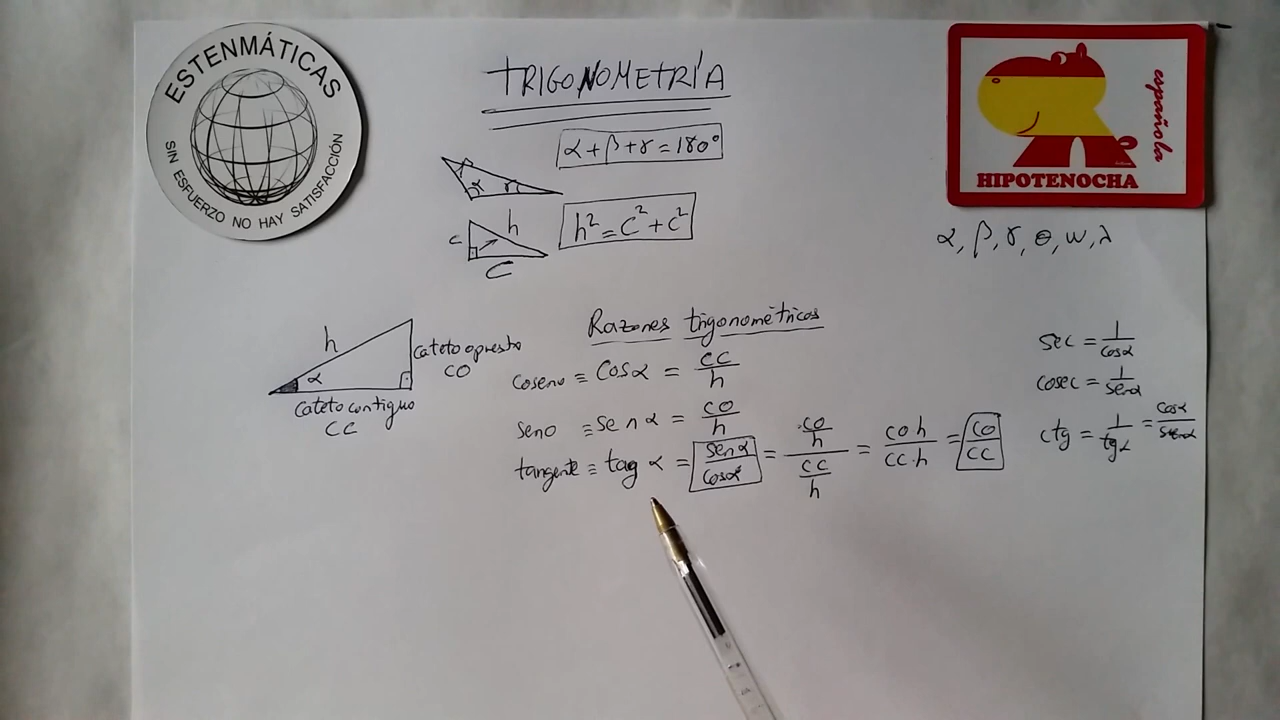 ESTENMÁTICAS
SIN ESFUERZO NO HAY SATISFACCIÓN
TRIGONOMETRÍA
española
HIPOTENOCHA
α + β + γ = 180°
α γ
h² = c² + c²
h
c
C
α, β, γ, θ, w, λ
Razones trigonométricas
h
cateto opuesto
CO
α
cateto contiguo
CC
coseno ≡ cos α = cc/h
seno ≡ sen α = co/h
tangente ≡ tag α = sen α/cos α = (co/h)/(cc/h) = co h/cc·h = co/cc
sec = 1/cos α
cosec = 1/sen α
ctg = 1/tg α = cos α/sen α